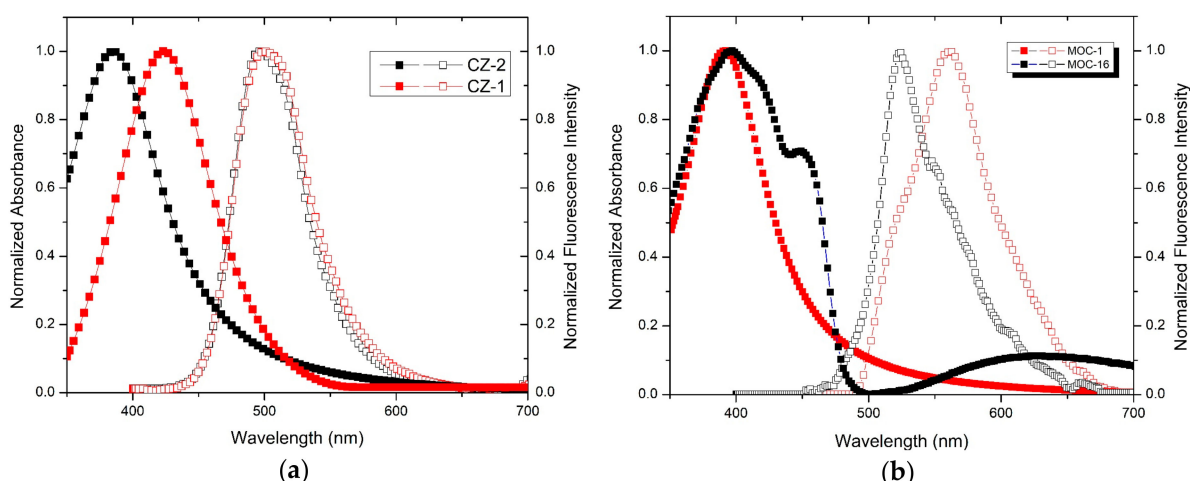 (a)
1.0
0.8
0.6
0.4
0.2
0.0
Normalized Absorbance
1.0
0.8
0.6
0.4
0.2
0.0
Normalized Fluorescence Intensity
CZ-2
CZ-1
400 500 600 700
Wavelength (nm)
(a)
(b)
1.0
0.8
0.6
0.4
0.2
0.0
Normalized Absorbance
1.0
0.8
0.6
0.4
0.2
0.0
Normalized Fluorescence Intensity
MOC-1
MOC-16
400 500 600 700
Wavelength (nm)
(b)